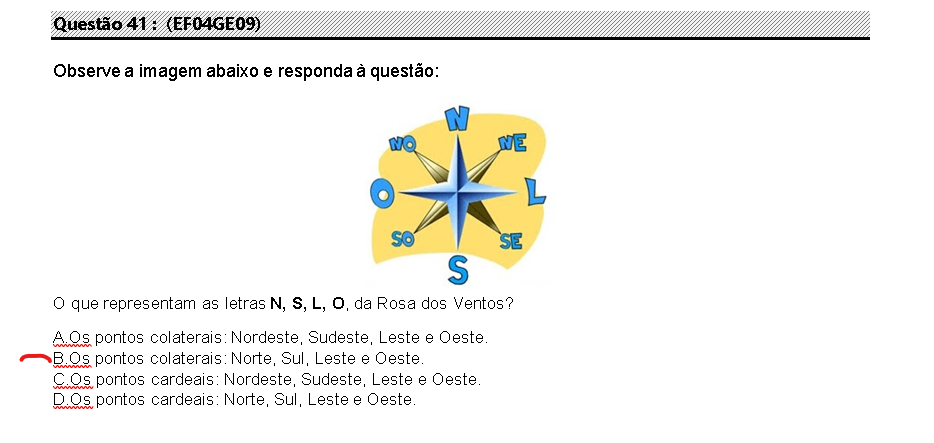 Questão 41 : (EF04GE09)
Observe a imagem abaixo e responda à questão:
N
NO NE
O L
SO SE
S
O que representam as letras N, S, L, O, da Rosa dos Ventos?
A.Os pontos colaterais: Nordeste, Sudeste, Leste e Oeste.
B.Os pontos colaterais: Norte, Sul, Leste e Oeste.
C.Os pontos cardeais: Nordeste, Sudeste, Leste e Oeste.
D.Os pontos cardeais: Norte, Sul, Leste e Oeste.